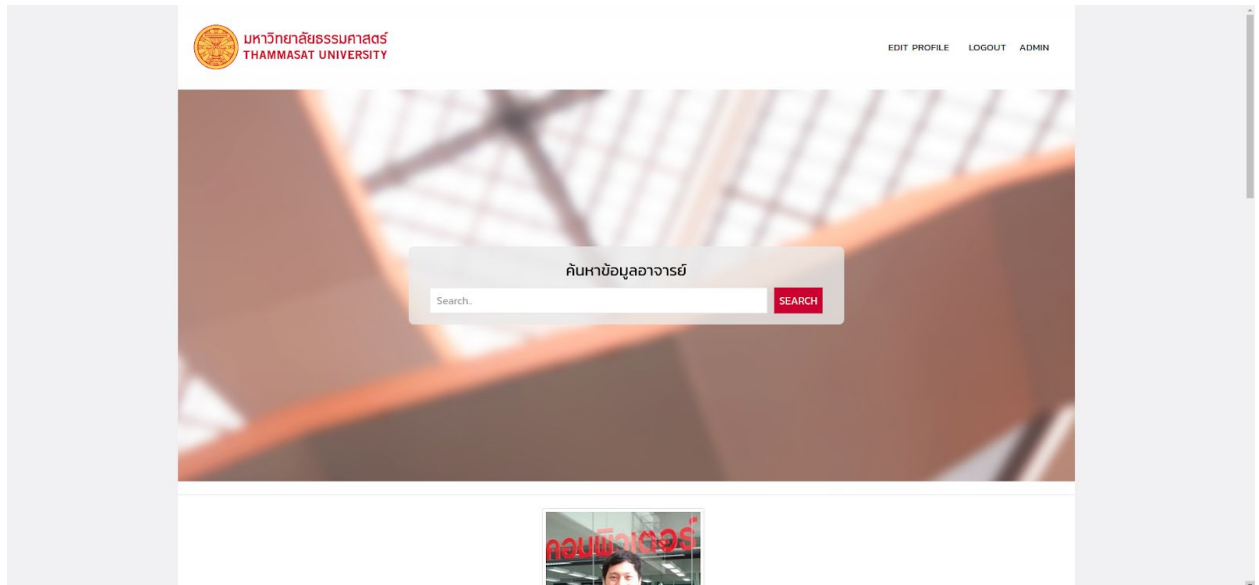 มหาวิทยาลัยธรรมศาสตร์
THAMMASAT UNIVERSITY
EDIT PROFILE LOGOUT ADMIN
ค้นหาข้อมูลอาจารย์
Search..
SEARCH
คอมพิวเตอร์